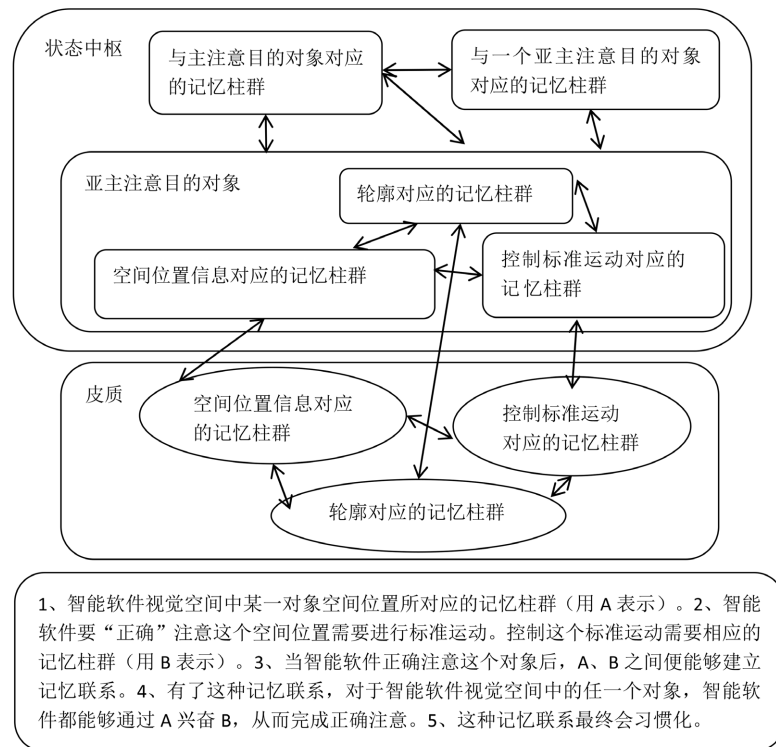 状态中枢
与主注意目的对象对应
的记忆柱群
与一个亚主注意目的对象
对应的记忆柱群
亚主注意目的对象
轮廓对应的记忆柱群
空间位置信息对应的记忆柱群
控制标准运动对应的
记忆柱群
皮质
空间位置信息对应
的记忆柱群
控制标准运动
对应的记忆柱群
轮廓对应的记忆柱群
1、智能软件视觉空间中某一对象空间位置所对应的记忆柱群（用 A 表示）。2、智能
软件要“正确”注意这个空间位置需要进行标准运动。控制这个标准运动需要相应的
记忆柱群（用 B 表示）。3、当智能软件正确注意这个对象后，A、B 之间便能够建立
记忆联系。4、有了这种记忆联系，对于智能软件视觉空间中的任一个对象，智能软
件都能够通过 A 兴奋 B，从而完成正确注意。5、这种记忆联系最终会习惯化。